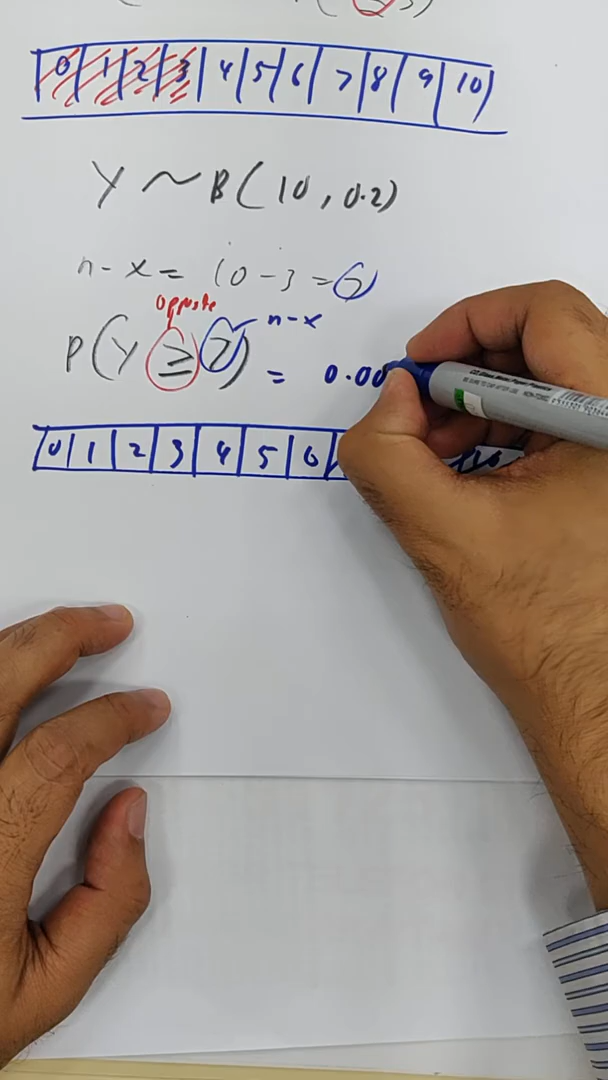 0 1 2 3 4 5 6 7 8 9 10
Y ~ B(10, 0.2)
n-x = 10-3 = 7
opposite
n-x
P(Y ≥ 7) = 0.00
0 1 2 3 4 5 6